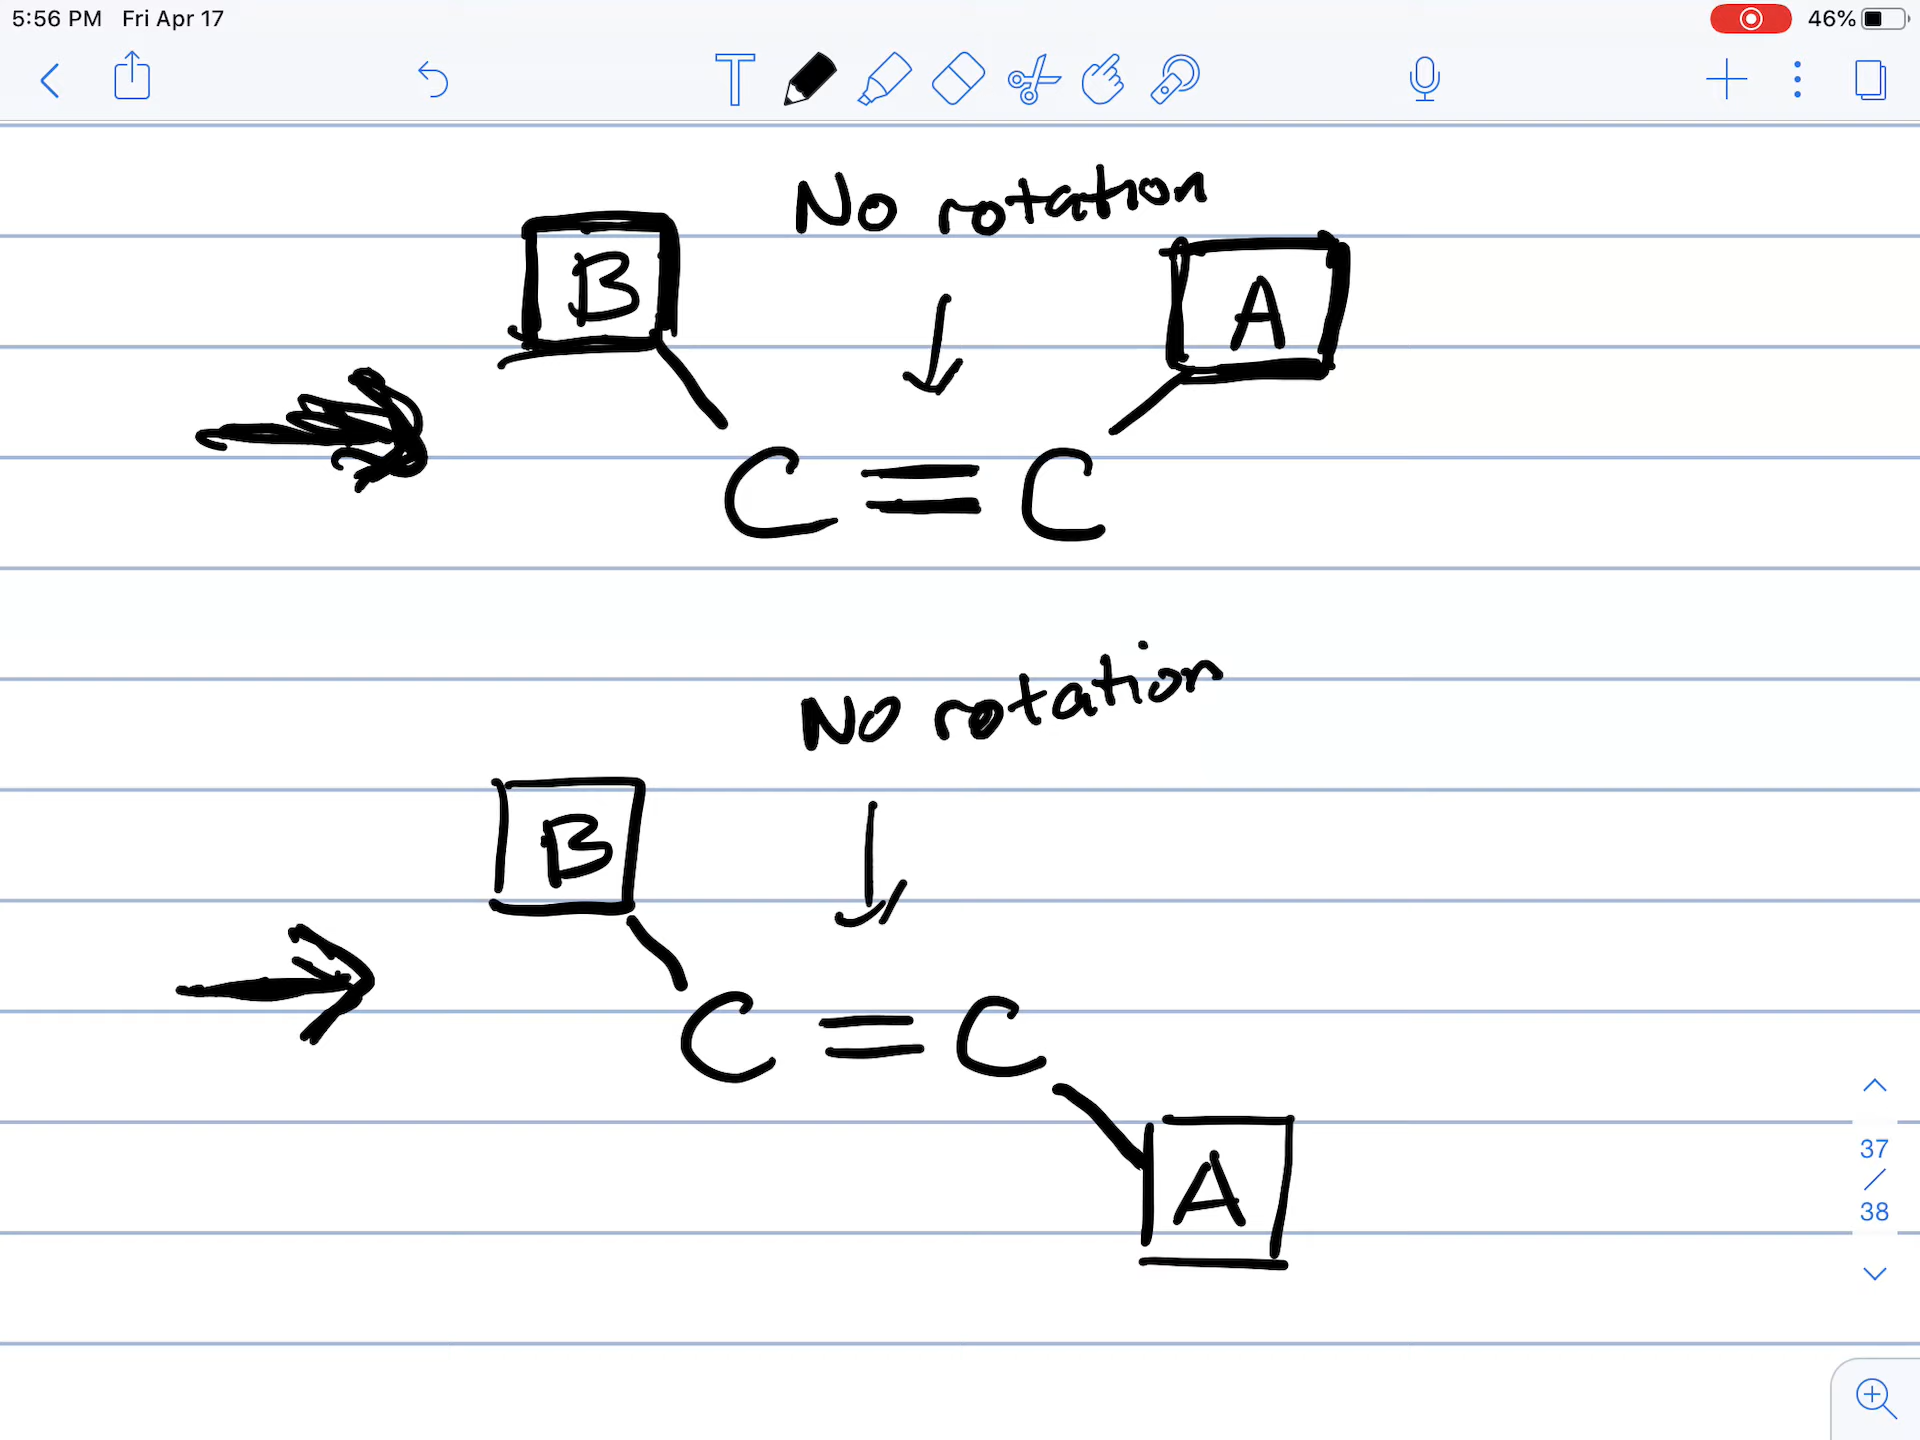 5:56 PM Fri Apr 17
46%
T
No rotation
B
A
C = C
No rotation
B
C = C
A
37
/
38